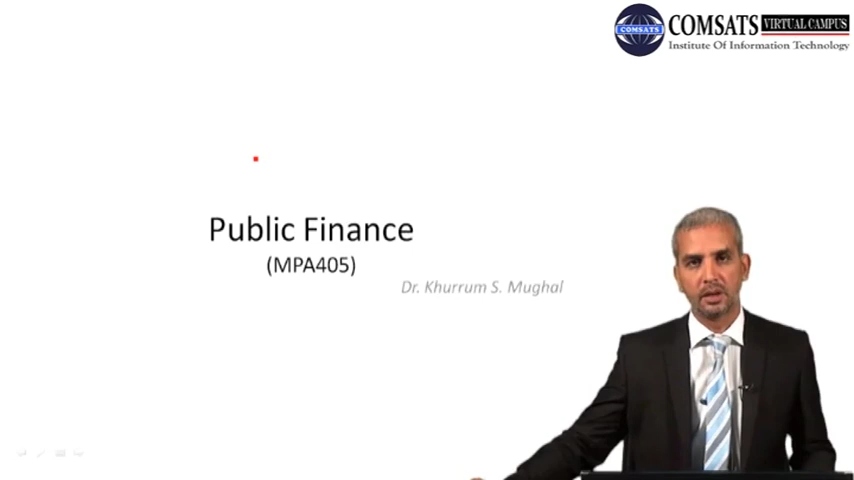 COMSATS VIRTUAL CAMPUS
COMSATS
Institute Of Information Technology
Public Finance
(MPA405)
Dr. Khurrum S. Mughal